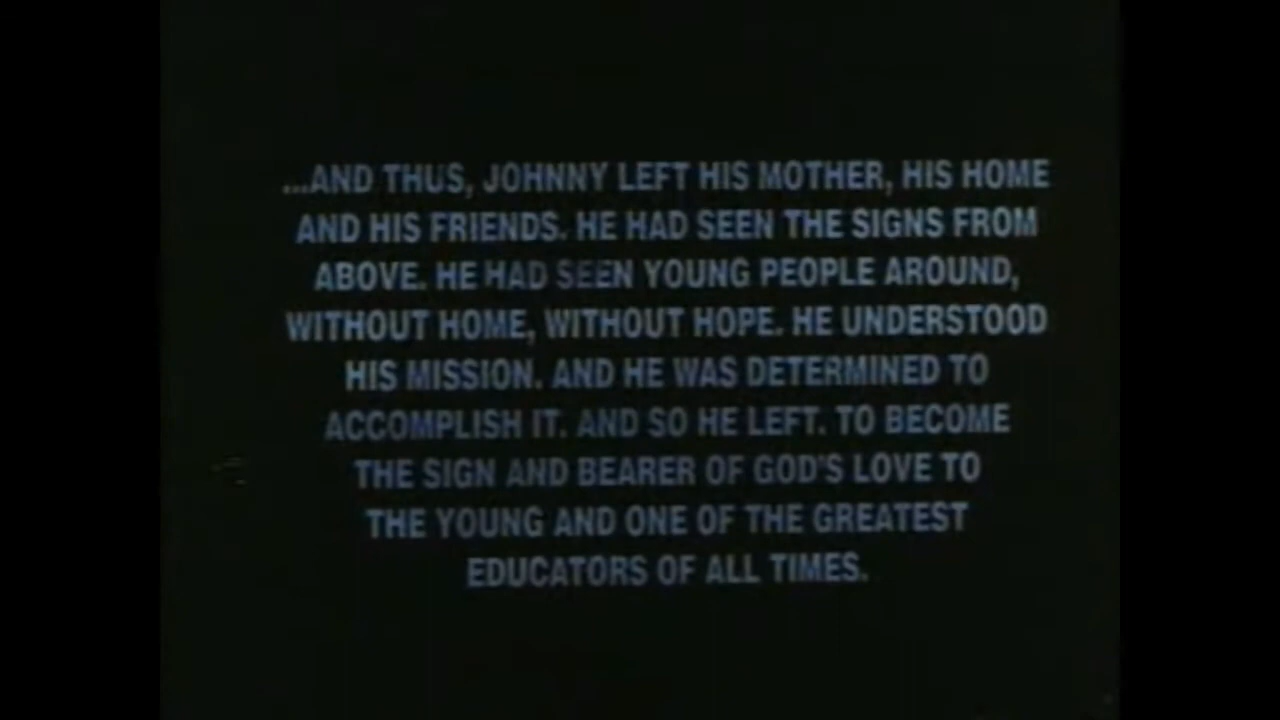 ...AND THUS, JOHNNY LEFT HIS MOTHER, HIS HOME
AND HIS FRIENDS. HE HAD SEEN THE SIGNS FROM
ABOVE. HE HAD SEEN YOUNG PEOPLE AROUND,
WITHOUT HOME, WITHOUT HOPE. HE UNDERSTOOD
HIS MISSION. AND HE WAS DETERMINED TO
ACCOMPLISH IT. AND SO HE LEFT. TO BECOME
THE SIGN AND BEARER OF GOD'S LOVE TO
THE YOUNG AND ONE OF THE GREATEST
EDUCATORS OF ALL TIMES.